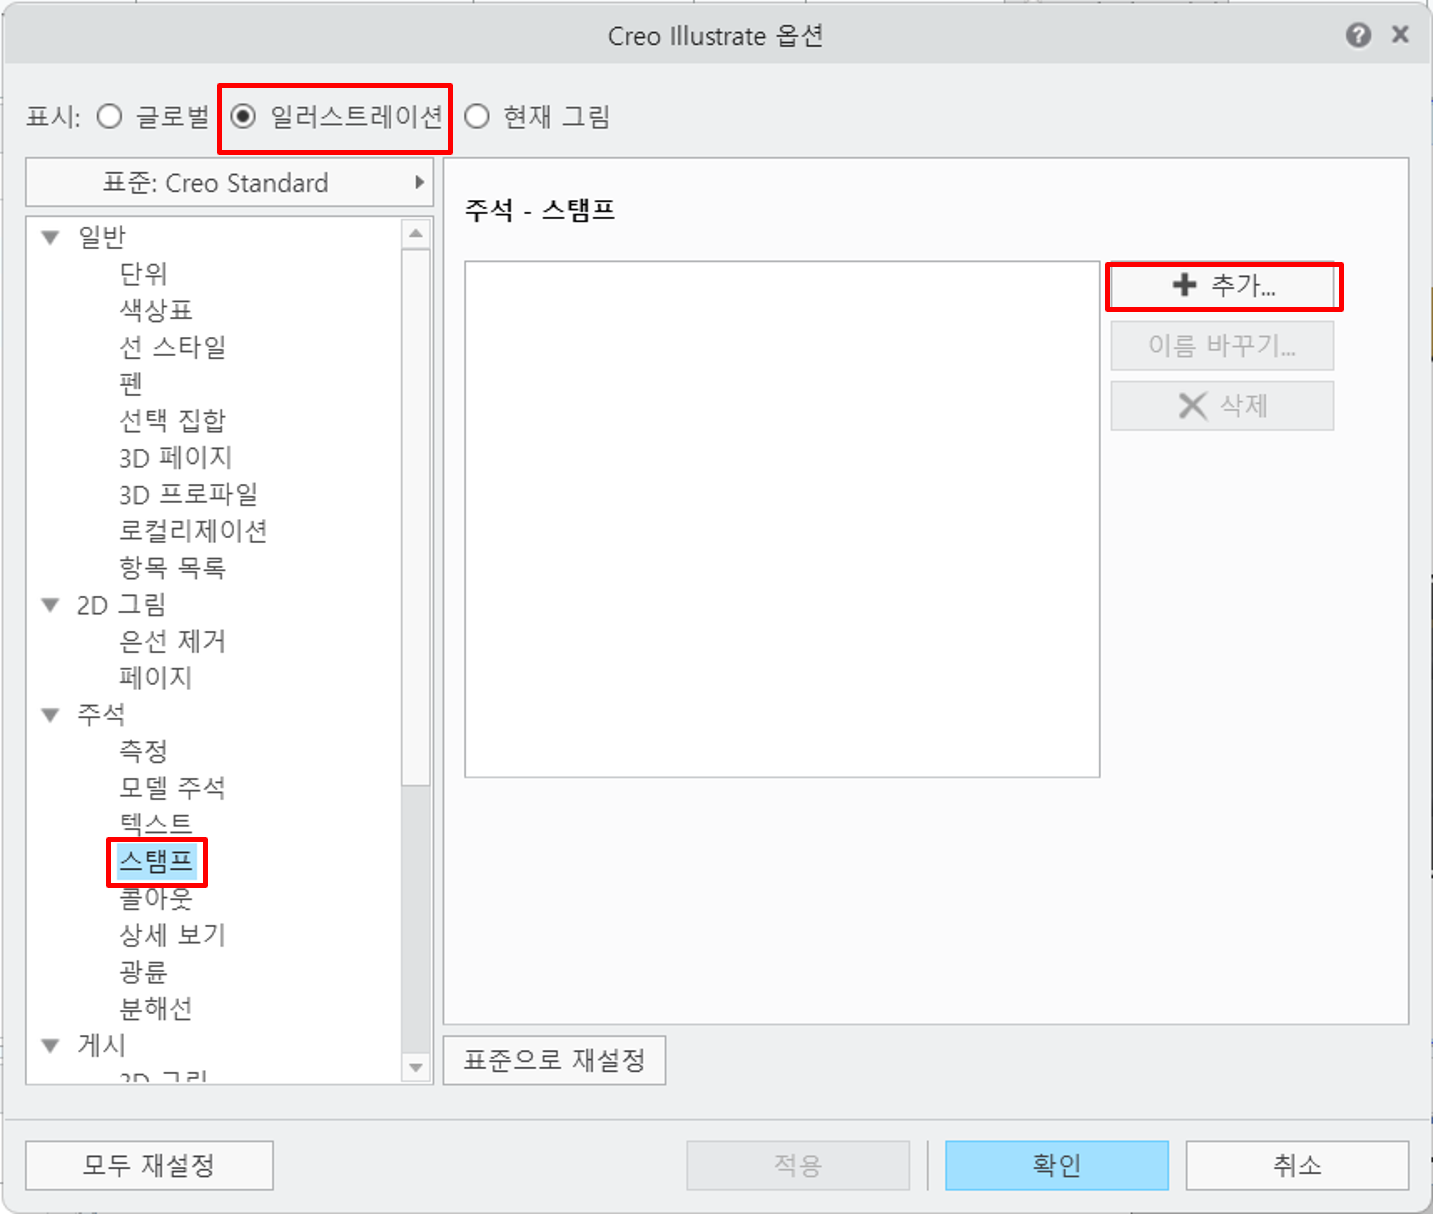 Creo Illustrate 옵션
표시: 글로벌 일러스트레이션 현재 그림
표준: Creo Standard
일반
단위
색상표
선 스타일
펜
선택 집합
3D 페이지
3D 프로파일
로컬리제이션
항목 목록
2D 그림
은선 제거
페이지
주석
측정
모델 주석
텍스트
스탬프
콜아웃
상세 보기
광륜
분해선
게시
2D 그림
주석 - 스탬프
추가...
이름 바꾸기...
삭제
표준으로 재설정
모두 재설정
적용
확인
취소